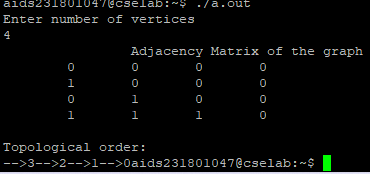 aids231801047@cselab:~$ ./a.out
Enter number of vertices
4
Adjacency Matrix of the graph
0 0 0 0
1 0 0 0
0 1 0 0
1 1 1 0
Topological order:
-->3-->2-->1-->0aids231801047@cselab:~$